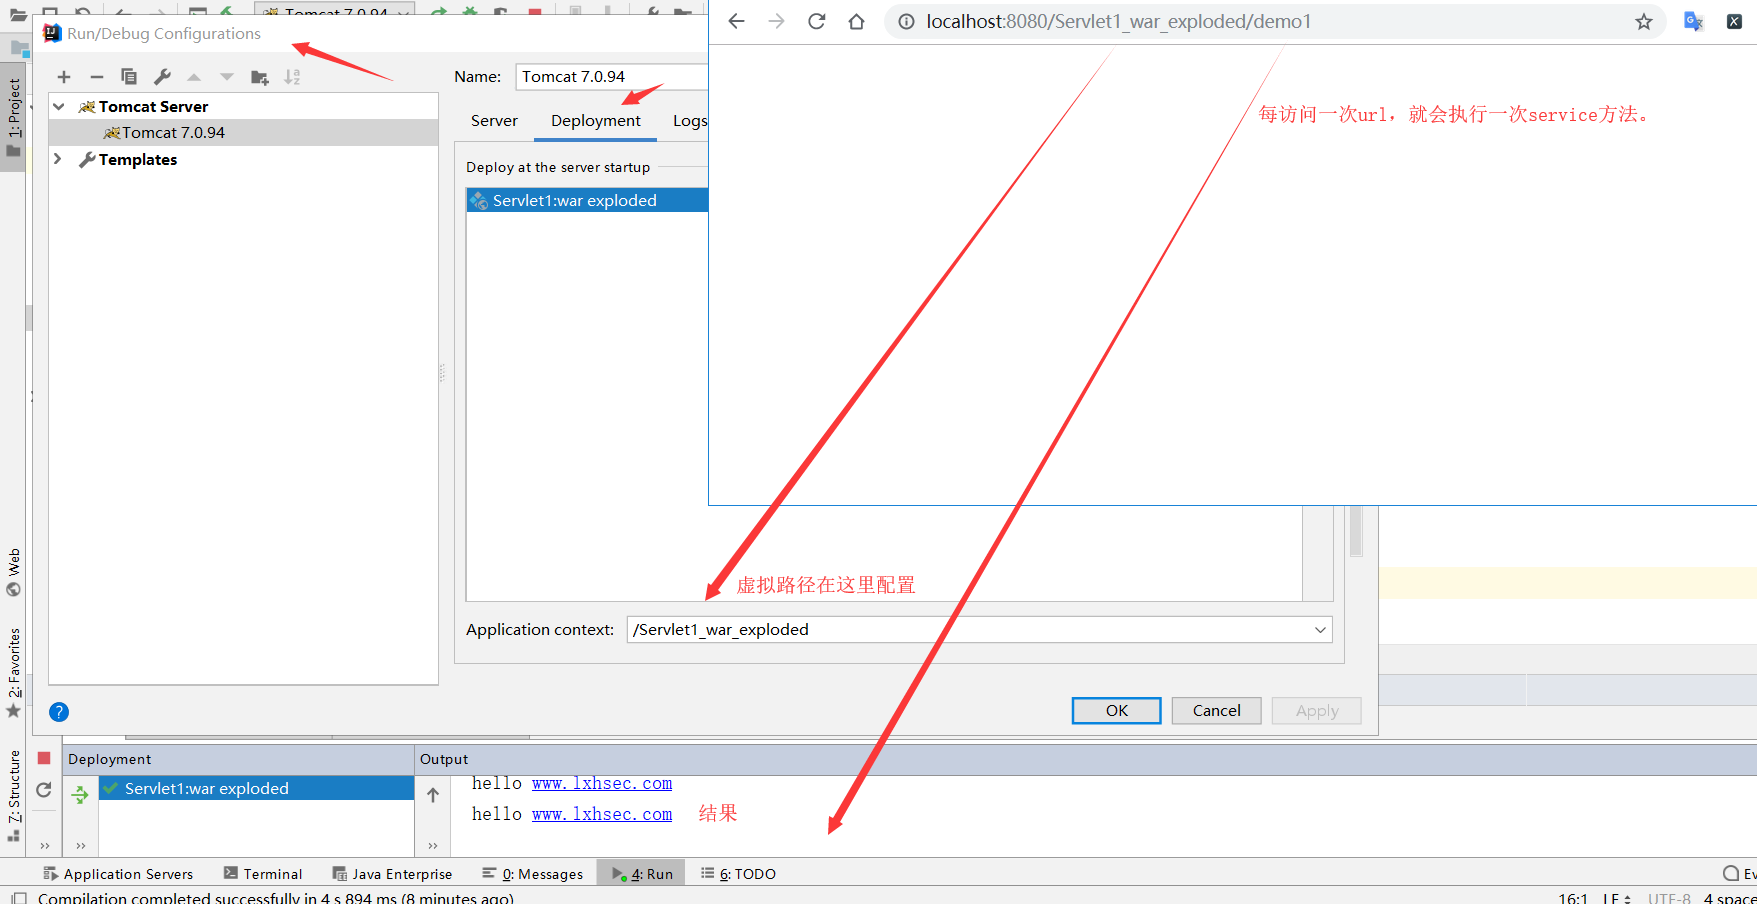 Tomcat 7.0.94
Run/Debug Configurations
localhost:8080/Servlet1_war_exploded/demo1
Name: Tomcat 7.0.94
Tomcat Server
Tomcat 7.0.94
Templates
Server Deployment Logs
Deploy at the server startup
Servlet1:war exploded
每访问一次url，就会执行一次service方法。
虚拟路径在这里配置
Application context: /Servlet1_war_exploded
? OK Cancel Apply
1: Project
Web
2: Favorites
7: Structure
Deployment Output
Servlet1:war exploded
hello www.lxhsec.com
hello www.lxhsec.com 结果
Application Servers Terminal Java Enterprise 0: Messages 4: Run 6: TODO
Compilation completed successfully in 4 s 894 ms (8 minutes ago) 16:1 LF UTF-8 4